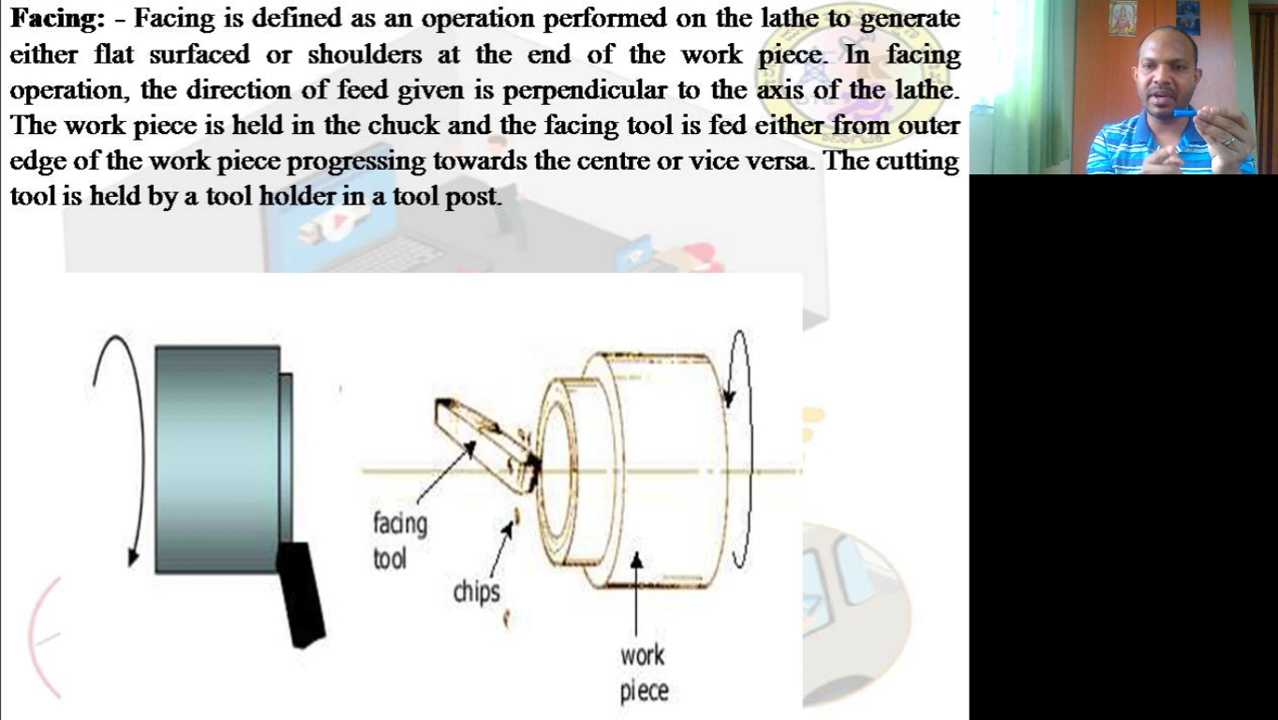 Facing: - Facing is defined as an operation performed on the lathe to generate
either flat surfaced or shoulders at the end of the work piece. In facing
operation, the direction of feed given is perpendicular to the axis of the lathe.
The work piece is held in the chuck and the facing tool is fed either from outer
edge of the work piece progressing towards the centre or vice versa. The cutting
tool is held by a tool holder in a tool post.
facing
tool
chips
work
piece